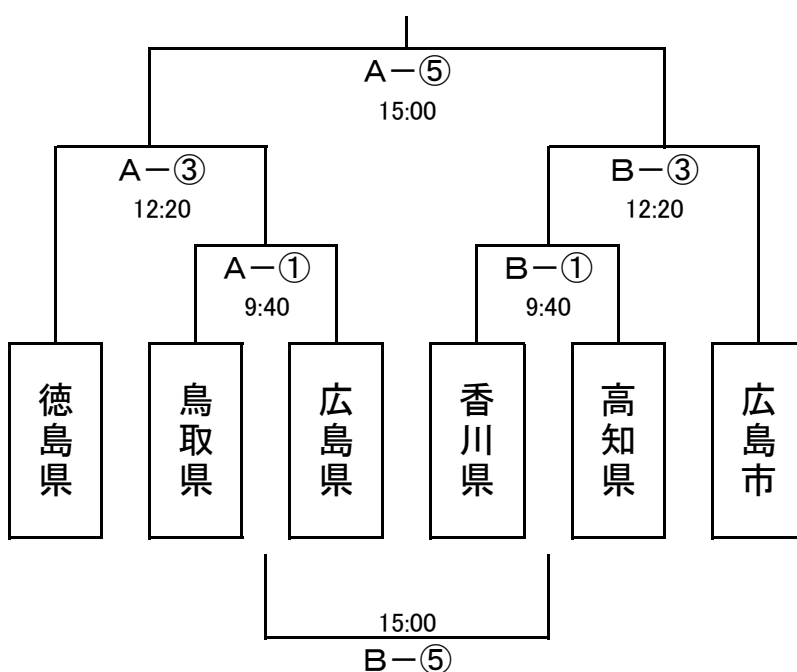 A－⑤
15:00
A－③
12:20
B－③
12:20
A－①
9:40
B－①
9:40
徳島県
鳥取県
広島県
香川県
高知県
広島市
15:00
B－⑤